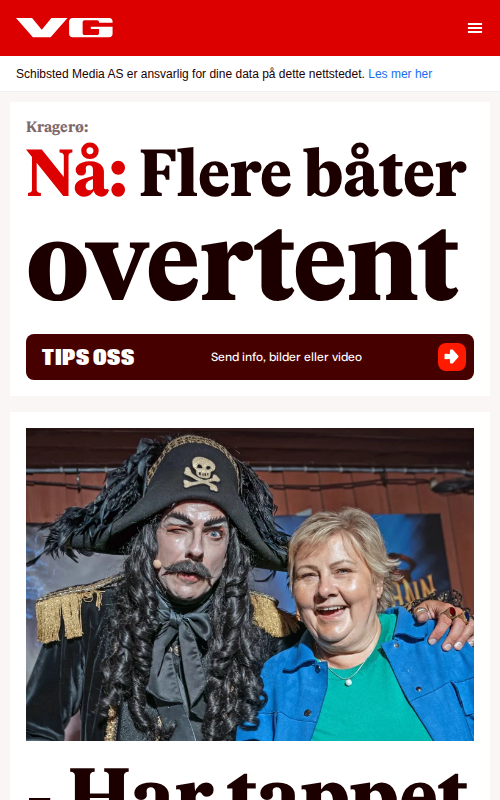 VG
Schibsted Media AS er ansvarlig for dine data på dette nettstedet. Les mer her
Kragerø:
Nå: Flere båter
overtent
TIPS OSS
Send info, bilder eller video
- Har tappet